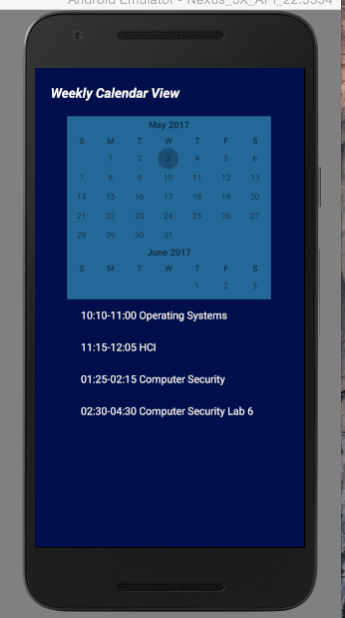 Android Emulator - Nexus_5X_API_22:5554
Weekly Calendar View
May 2017
S M T W T F S
1 2 3 4 5 6
7 8 9 10 11 12 13
14 15 16 17 18 19 20
21 22 23 24 25 26 27
28 29 30 31
June 2017
S M T W T F S
1 2 3
10:10-11:00 Operating Systems
11:15-12:05 HCI
01:25-02:15 Computer Security
02:30-04:30 Computer Security Lab 6